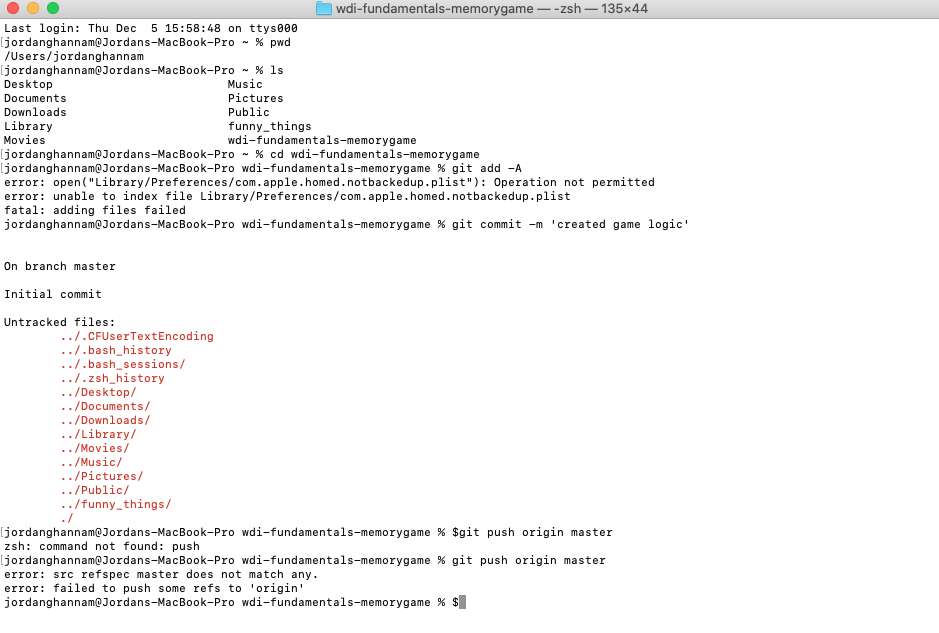 wdi-fundamentals-memorygame — -zsh — 135×44
Last login: Thu Dec  5 15:58:48 on ttys000
[jordanghannam@Jordans-MacBook-Pro ~ % pwd
/Users/jordanghannam
[jordanghannam@Jordans-MacBook-Pro ~ % ls
Desktop                         Music
Documents                       Pictures
Downloads                       Public
Library                         funny_things
Movies                          wdi-fundamentals-memorygame
[jordanghannam@Jordans-MacBook-Pro ~ % cd wdi-fundamentals-memorygame
[jordanghannam@Jordans-MacBook-Pro wdi-fundamentals-memorygame % git add -A
error: open("Library/Preferences/com.apple.homed.notbackedup.plist"): Operation not permitted
error: unable to index file Library/Preferences/com.apple.homed.notbackedup.plist
fatal: adding files failed
jordanghannam@Jordans-MacBook-Pro wdi-fundamentals-memorygame % git commit -m 'created game logic'
On branch master
Initial commit
Untracked files:
        ../.CFUserTextEncoding
        ../.bash_history
        ../.bash_sessions/
        ../.zsh_history
        ../Desktop/
        ../Documents/
        ../Downloads/
        ../Library/
        ../Movies/
        ../Music/
        ../Pictures/
        ../Public/
        ../funny_things/
        ./
[jordanghannam@Jordans-MacBook-Pro wdi-fundamentals-memorygame % $git push origin master
zsh: command not found: push
[jordanghannam@Jordans-MacBook-Pro wdi-fundamentals-memorygame % git push origin master
error: src refspec master does not match any.
error: failed to push some refs to 'origin'
jordanghannam@Jordans-MacBook-Pro wdi-fundamentals-memorygame % $